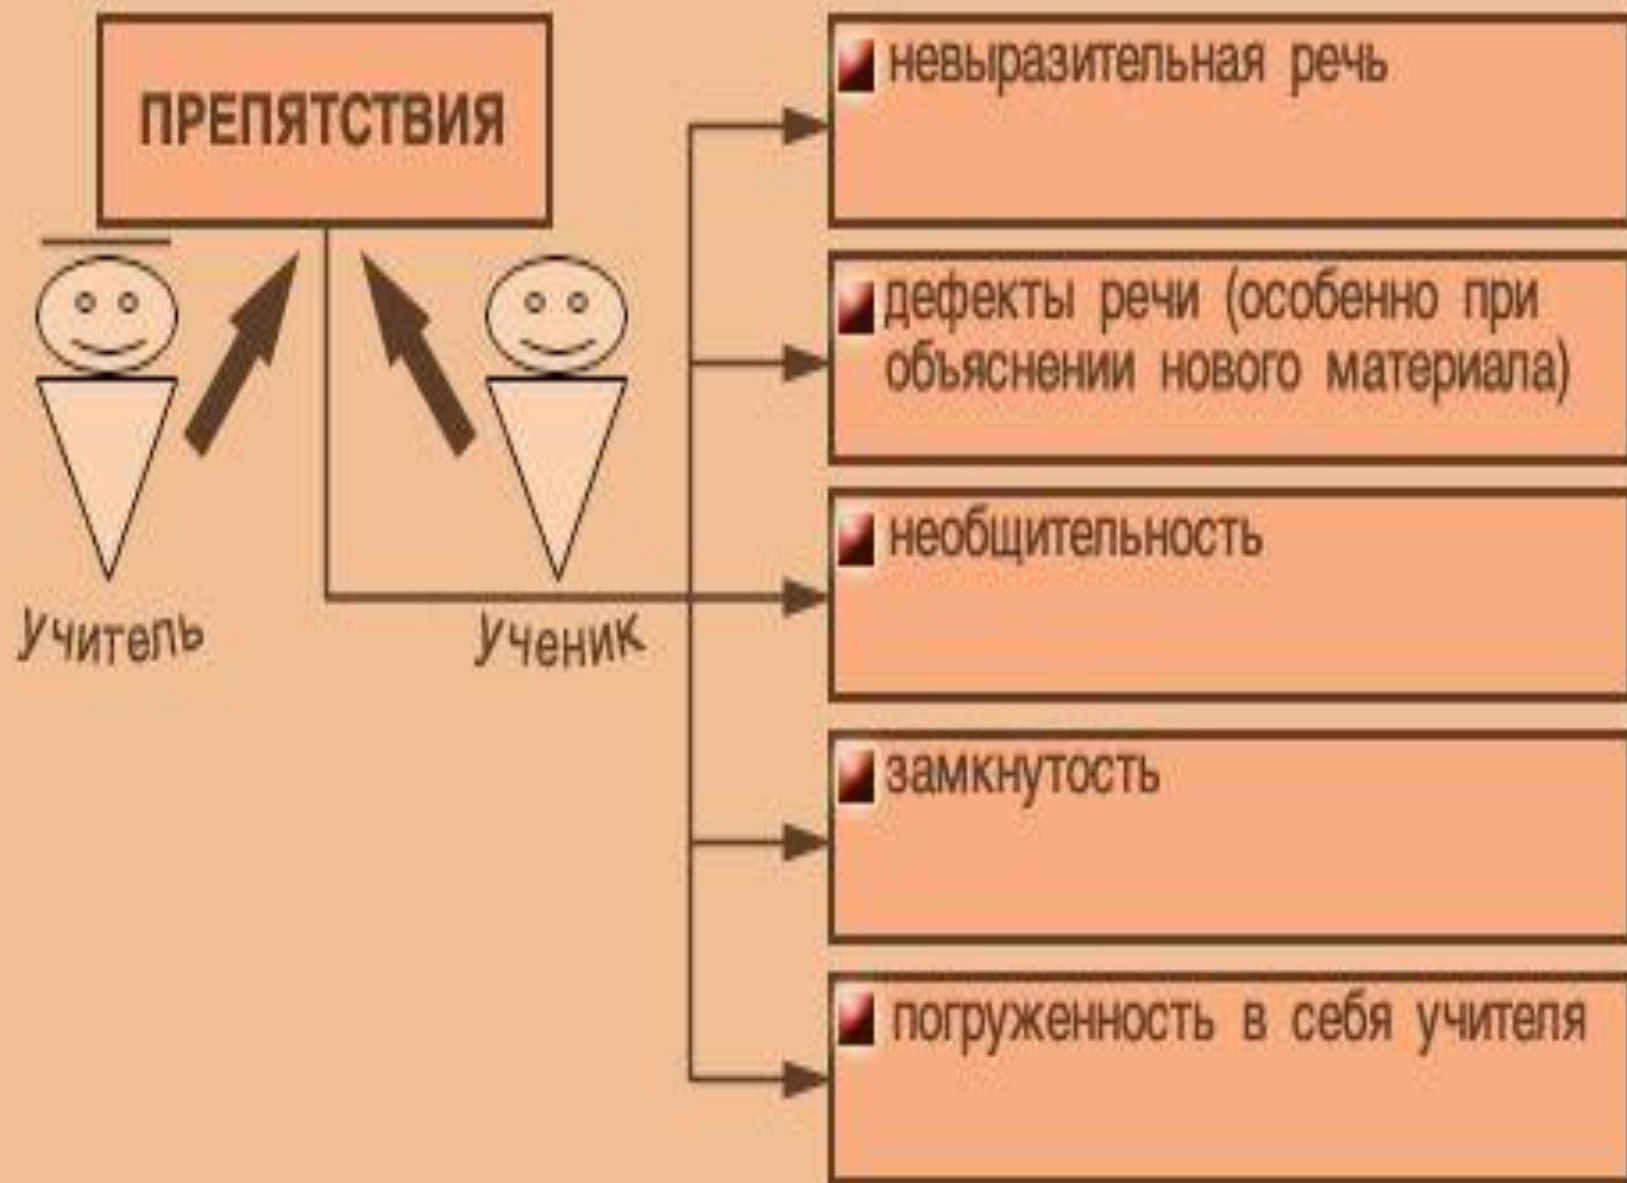 ПРЕПЯТСТВИЯ
учитель
ученик
невыразительная речь
дефекты речи (особенно при
объяснении нового материала)
необщительность
замкнутость
погруженность в себя учителя